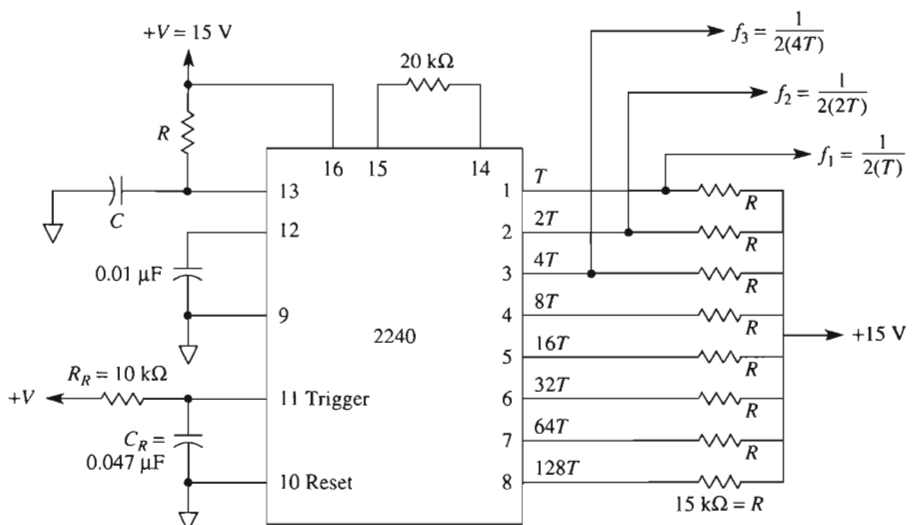 +V = 15 V
R
C
20 kΩ
16
15
14
13
12
0.01 µF
9
2240
R_R = 10 kΩ
+V
11 Trigger
C_R =
0.047 µF
10 Reset
1
T
R
2
2T
R
3
4T
R
4
8T
R
5
16T
R
6
32T
R
7
64T
R
8
128T
15 kΩ = R
+15 V
f₃ = 1/2(4T)
f₂ = 1/2(2T)
f₁ = 1/2(T)